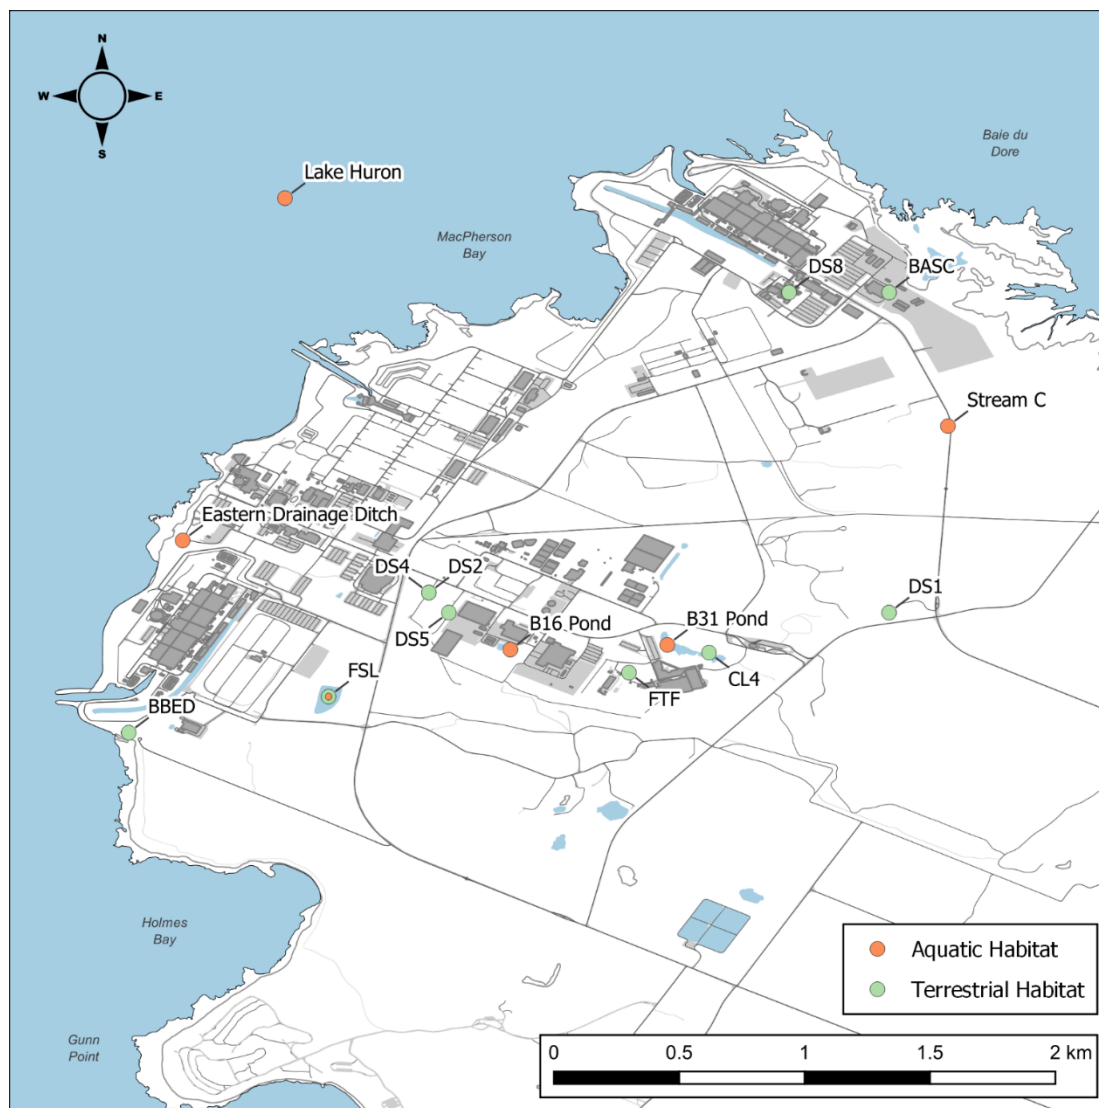 N
W E
S
Baie du
Dore
Lake Huron
MacPherson
Bay
DS8
BASC
Stream C
Eastern Drainage Ditch
DS4
DS2
DS1
DS5
B16 Pond
B31 Pond
FSL
CL4
FTF
BBED
Holmes
Bay
Aquatic Habitat
Terrestrial Habitat
Gunn
Point
0 0.5 1 1.5 2 km